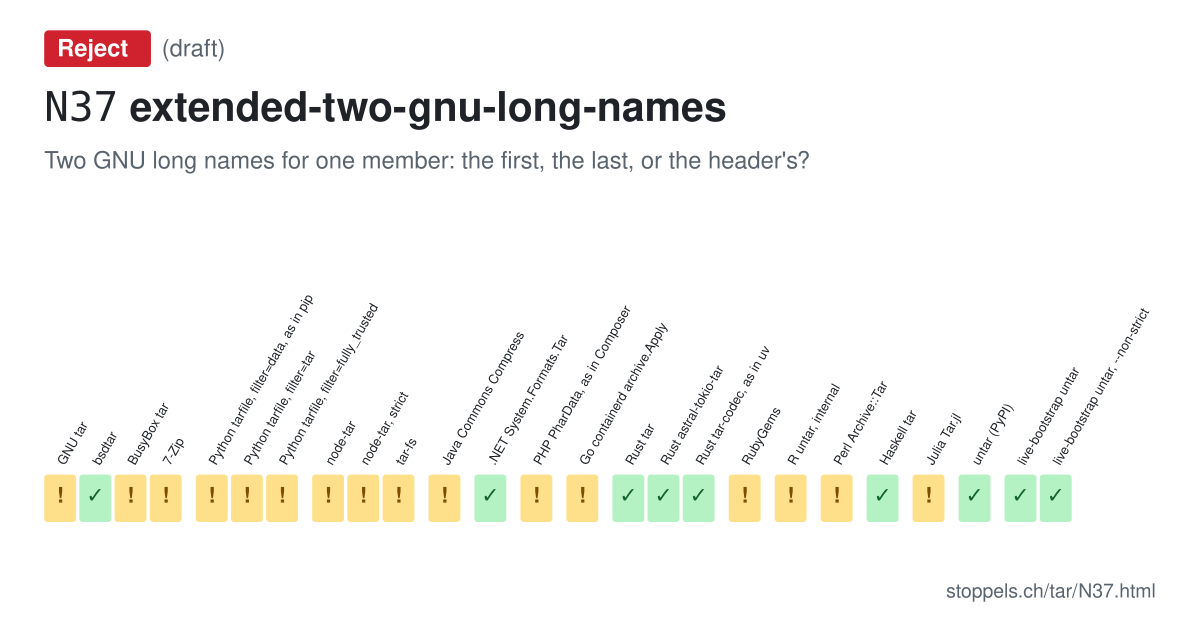 Reject (draft)
N37 extended-two-gnu-long-names
Two GNU long names for one member: the first, the last, or the header's?
GNU tar
bsdtar
BusyBox tar
7-Zip
Python tarfile, filter=data, as in pip
Python tarfile, filter=tar
Python tarfile, filter=fully_trusted
node-tar
node-tar, strict
tar-fs
Java Commons Compress
.NET System.Formats.Tar
PHP PharData, as in Composer
Go containerd archive.Apply
Rust tar
Rust astral-tokio-tar
Rust tar-codec, as in uv
RubyGems
R untar, internal
Perl Archive::Tar
Haskell tar
Julia Tar.jl
untar (PyPI)
live-bootstrap untar
live-bootstrap untar, --non-strict
! ✓ ! ! ! ! ! ! ! ! ! ✓ ! ! ✓ ✓ ✓ ! ! ! ✓ ! ✓ ✓ ✓
stoppels.ch/tar/N37.html